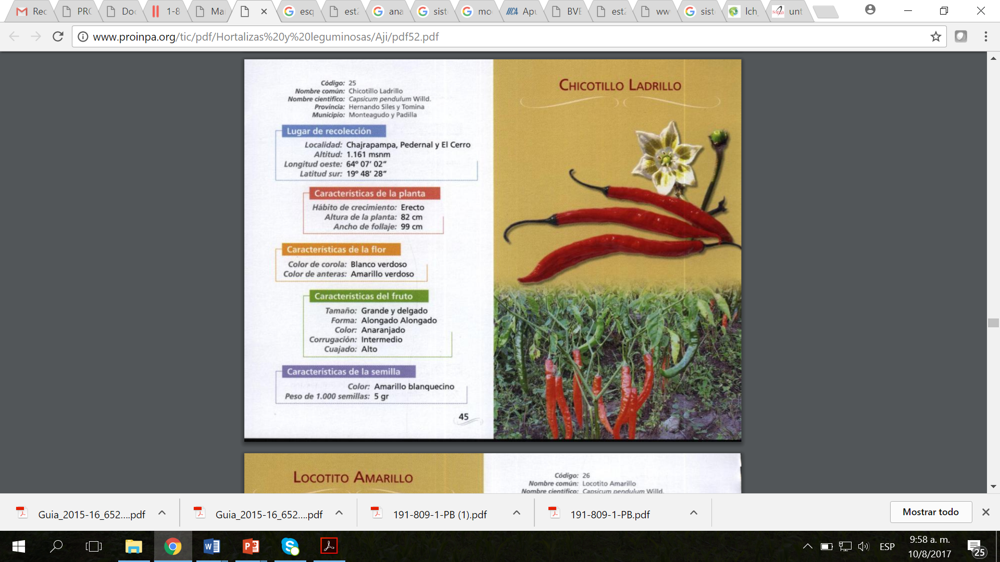 Rec
PRO
Doc
1-8
Ma
esq
est2
ana
sist
mo
IICA Apu
BVE
est2
ww
sist
lch_
unt
www.proinpa.org/tic/pdf/Hortalizas%20y%20leguminosas/Aji/pdf52.pdf
Código: 25
Nombre común: Chicotillo Ladrillo
Nombre científico: Capsicum pendulum Willd.
Provincia: Hernando Siles y Tomina
Municipio: Monteagudo y Padilla
Lugar de recolección
Localidad: Chajrapampa, Pedernal y El Cerro
Altitud: 1.161 msnm
Longitud oeste: 64º 07’ 02”
Latitud sur: 19º 48’ 28”
Características de la planta
Hábito de crecimiento: Erecto
Altura de la planta: 82 cm
Ancho de follaje: 99 cm
Características de la flor
Color de corola: Blanco verdoso
Color de anteras: Amarillo verdoso
Características del fruto
Tamaño: Grande y delgado
Forma: Alongado Alongado
Color: Anaranjado
Corrugación: Intermedio
Cuajado: Alto
Características de la semilla
Color: Amarillo blanquecino
Peso de 1.000 semillas: 5 gr
45
CHICOTILLO LADRILLO
LOCOTITO AMARILLO
Código: 26
Nombre común: Locotito Amarillo
Nombre científico: Capsicum pendulum Willd.
Guia_2015-16_652....pdf
Guia_2015-16_652....pdf
191-809-1-PB (1).pdf
191-809-1-PB.pdf
Mostrar todo
ESP
9:58 a. m.
10/8/2017
25